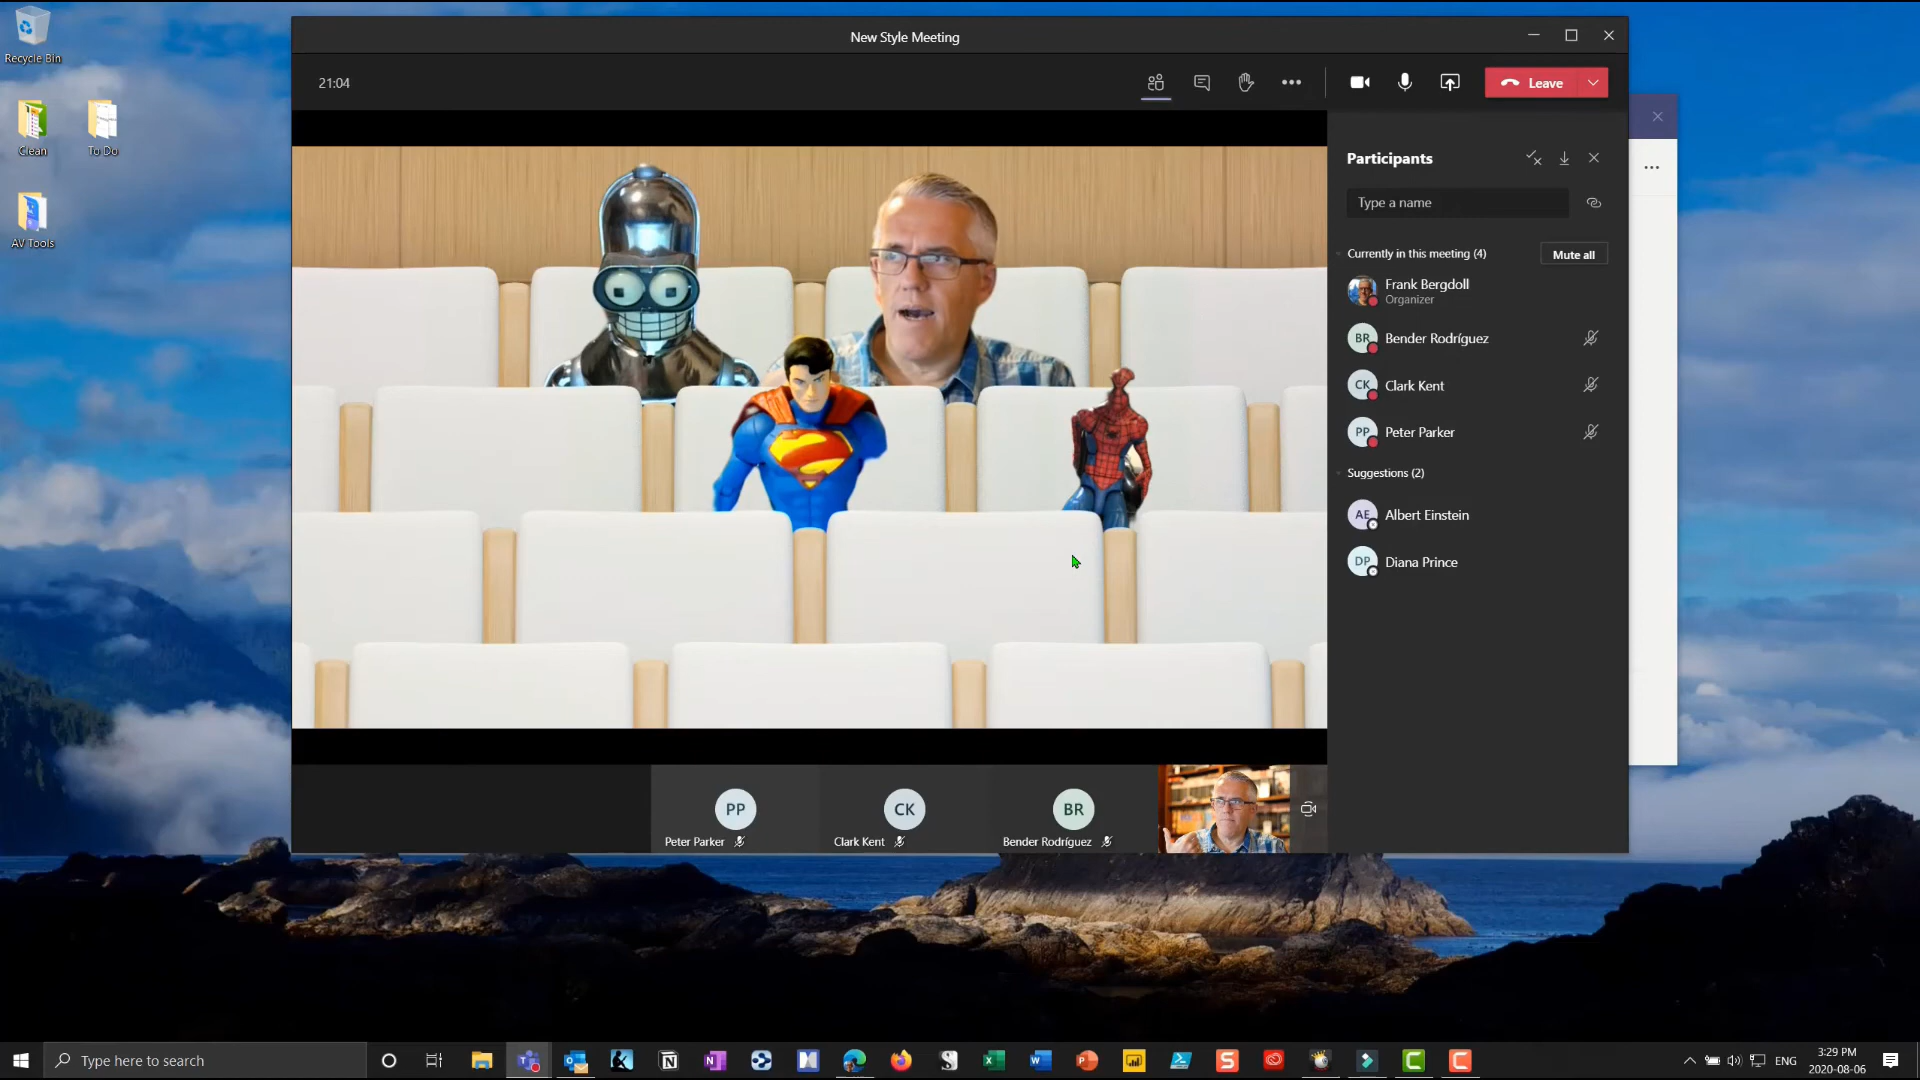 Recycle Bin
Clean
To Do
AV Tools
New Style Meeting
21:04
Leave
Participants
Type a name
Currently in this meeting (4)
Mute all
Frank Bergdoll
Organizer
BR
Bender Rodríguez
CK
Clark Kent
PP
Peter Parker
Suggestions (2)
AE
Albert Einstein
DP
Diana Prince
PP
Peter Parker
CK
Clark Kent
BR
Bender Rodríguez
Type here to search
ENG
3:29 PM
2020-08-06